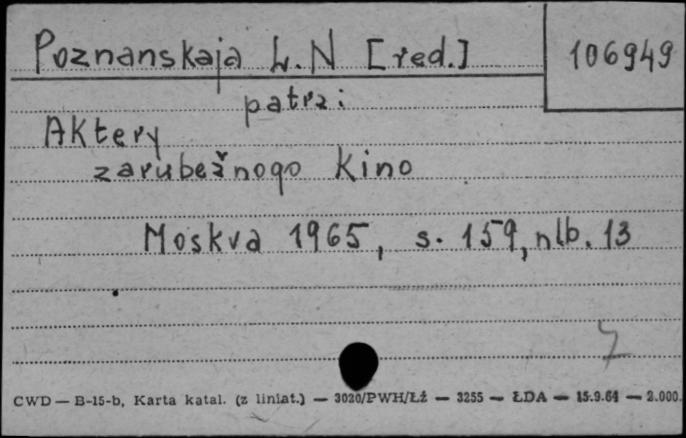 Poznanskaja L.N [red.]
106949
patrz:
Aktery
zarubežnogo kino
Moskva 1965, s. 159, nlb. 13
7
CWD — B-15-b, Karta katal. (z liniat.) — 3020/PWH/Łź — 3255 — ŁDA — 15.9.64 — 2.000.